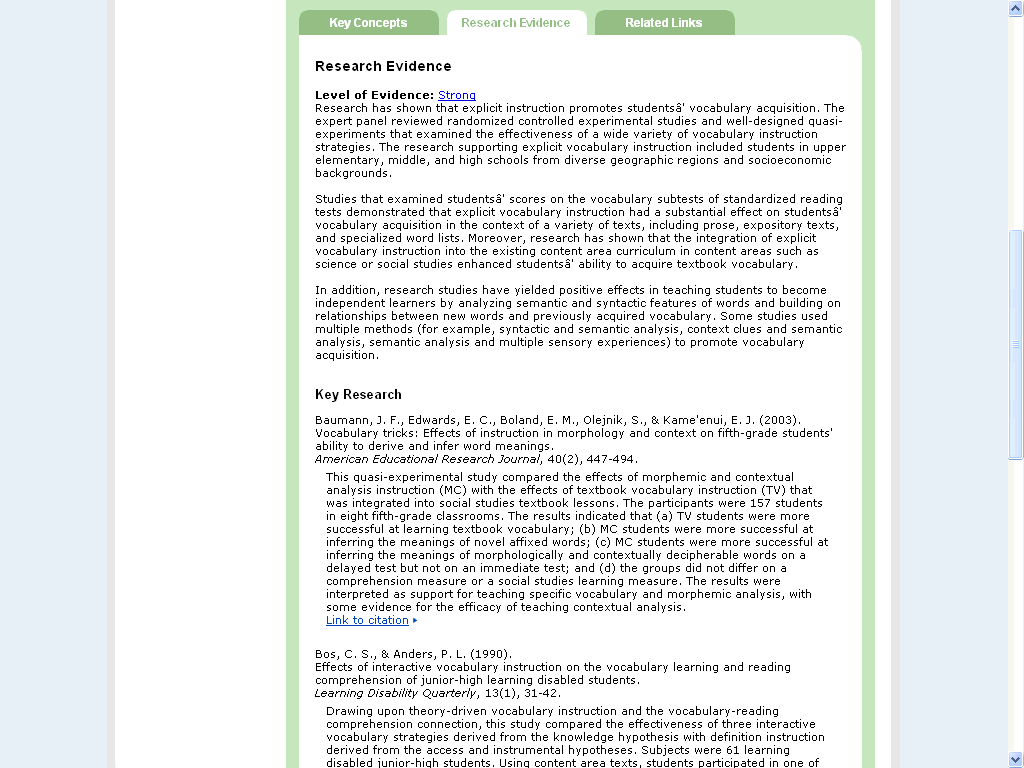 Key Concepts
Research Evidence
Related Links
Research Evidence
Level of Evidence: Strong
Research has shown that explicit instruction promotes studentsâ' vocabulary acquisition. The
expert panel reviewed randomized controlled experimental studies and well-designed quasi-
experiments that examined the effectiveness of a wide variety of vocabulary instruction
strategies. The research supporting explicit vocabulary instruction included students in upper
elementary, middle, and high schools from diverse geographic regions and socioeconomic
backgrounds.
Studies that examined studentsâ' scores on the vocabulary subtests of standardized reading
tests demonstrated that explicit vocabulary instruction had a substantial effect on studentsâ'
vocabulary acquisition in the context of a variety of texts, including prose, expository texts,
and specialized word lists. Moreover, research has shown that the integration of explicit
vocabulary instruction into the existing content area curriculum in content areas such as
science or social studies enhanced studentsâ' ability to acquire textbook vocabulary.
In addition, research studies have yielded positive effects in teaching students to become
independent learners by analyzing semantic and syntactic features of words and building on
relationships between new words and previously acquired vocabulary. Some studies used
multiple methods (for example, syntactic and semantic analysis, context clues and semantic
analysis, semantic analysis and multiple sensory experiences) to promote vocabulary
acquisition.
Key Research
Baumann, J. F., Edwards, E. C., Boland, E. M., Olejnik, S., & Kame'enui, E. J. (2003).
Vocabulary tricks: Effects of instruction in morphology and context on fifth-grade students'
ability to derive and infer word meanings.
American Educational Research Journal, 40(2), 447-494.
This quasi-experimental study compared the effects of morphemic and contextual
analysis instruction (MC) with the effects of textbook vocabulary instruction (TV) that
was integrated into social studies textbook lessons. The participants were 157 students
in eight fifth-grade classrooms. The results indicated that (a) TV students were more
successful at learning textbook vocabulary; (b) MC students were more successful at
inferring the meanings of novel affixed words; (c) MC students were more successful at
inferring the meanings of morphologically and contextually decipherable words on a
delayed test but not on an immediate test; and (d) the groups did not differ on a
comprehension measure or a social studies learning measure. The results were
interpreted as support for teaching specific vocabulary and morphemic analysis, with
some evidence for the efficacy of teaching contextual analysis.
Link to citation
Bos, C. S., & Anders, P. L. (1990).
Effects of interactive vocabulary instruction on the vocabulary learning and reading
comprehension of junior-high learning disabled students.
Learning Disability Quarterly, 13(1), 31-42.
Drawing upon theory-driven vocabulary instruction and the vocabulary-reading
comprehension connection, this study compared the effectiveness of three interactive
vocabulary strategies derived from the knowledge hypothesis with definition instruction
derived from the access and instrumental hypotheses. Subjects were 61 learning
disabled junior-high students. Using content area texts, students participated in one of